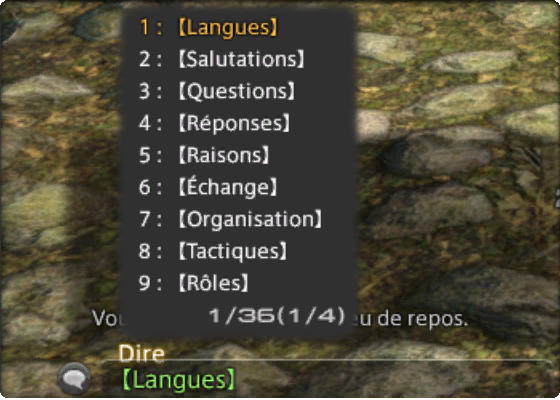 1 : 【Langues】
2 : 【Salutations】
3 : 【Questions】
4 : 【Réponses】
5 : 【Raisons】
6 : 【Échange】
7 : 【Organisation】
8 : 【Tactiques】
9 : 【Rôles】
1/36(1/4)
de repos.
Dire
【Langues】